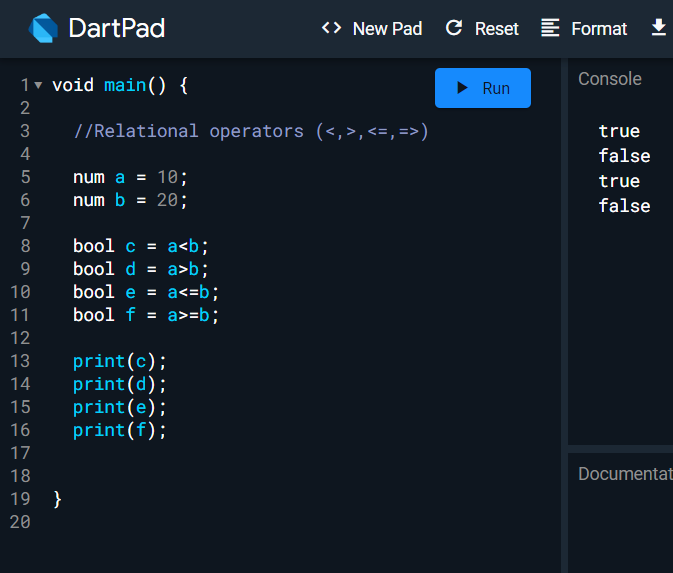 DartPad
<> New Pad
Reset
Format
1 void main() {
Run
2
3 //Relational operators (<,>,<=,=>)
4
5 num a = 10;
6 num b = 20;
7
8 bool c = a<b;
9 bool d = a>b;
10 bool e = a<=b;
11 bool f = a>=b;
12
13 print(c);
14 print(d);
15 print(e);
16 print(f);
17
18
19 }
20
Console
true
false
true
false
Documentat